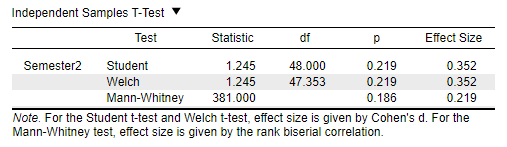 Independent Samples T-Test ▼
Test Statistic df p Effect Size
Semester2 Student 1.245 48.000 0.219 0.352
Welch 1.245 47.353 0.219 0.352
Mann-Whitney 381.000 0.186 0.219
Note. For the Student t-test and Welch t-test, effect size is given by Cohen's d. For the
Mann-Whitney test, effect size is given by the rank biserial correlation.